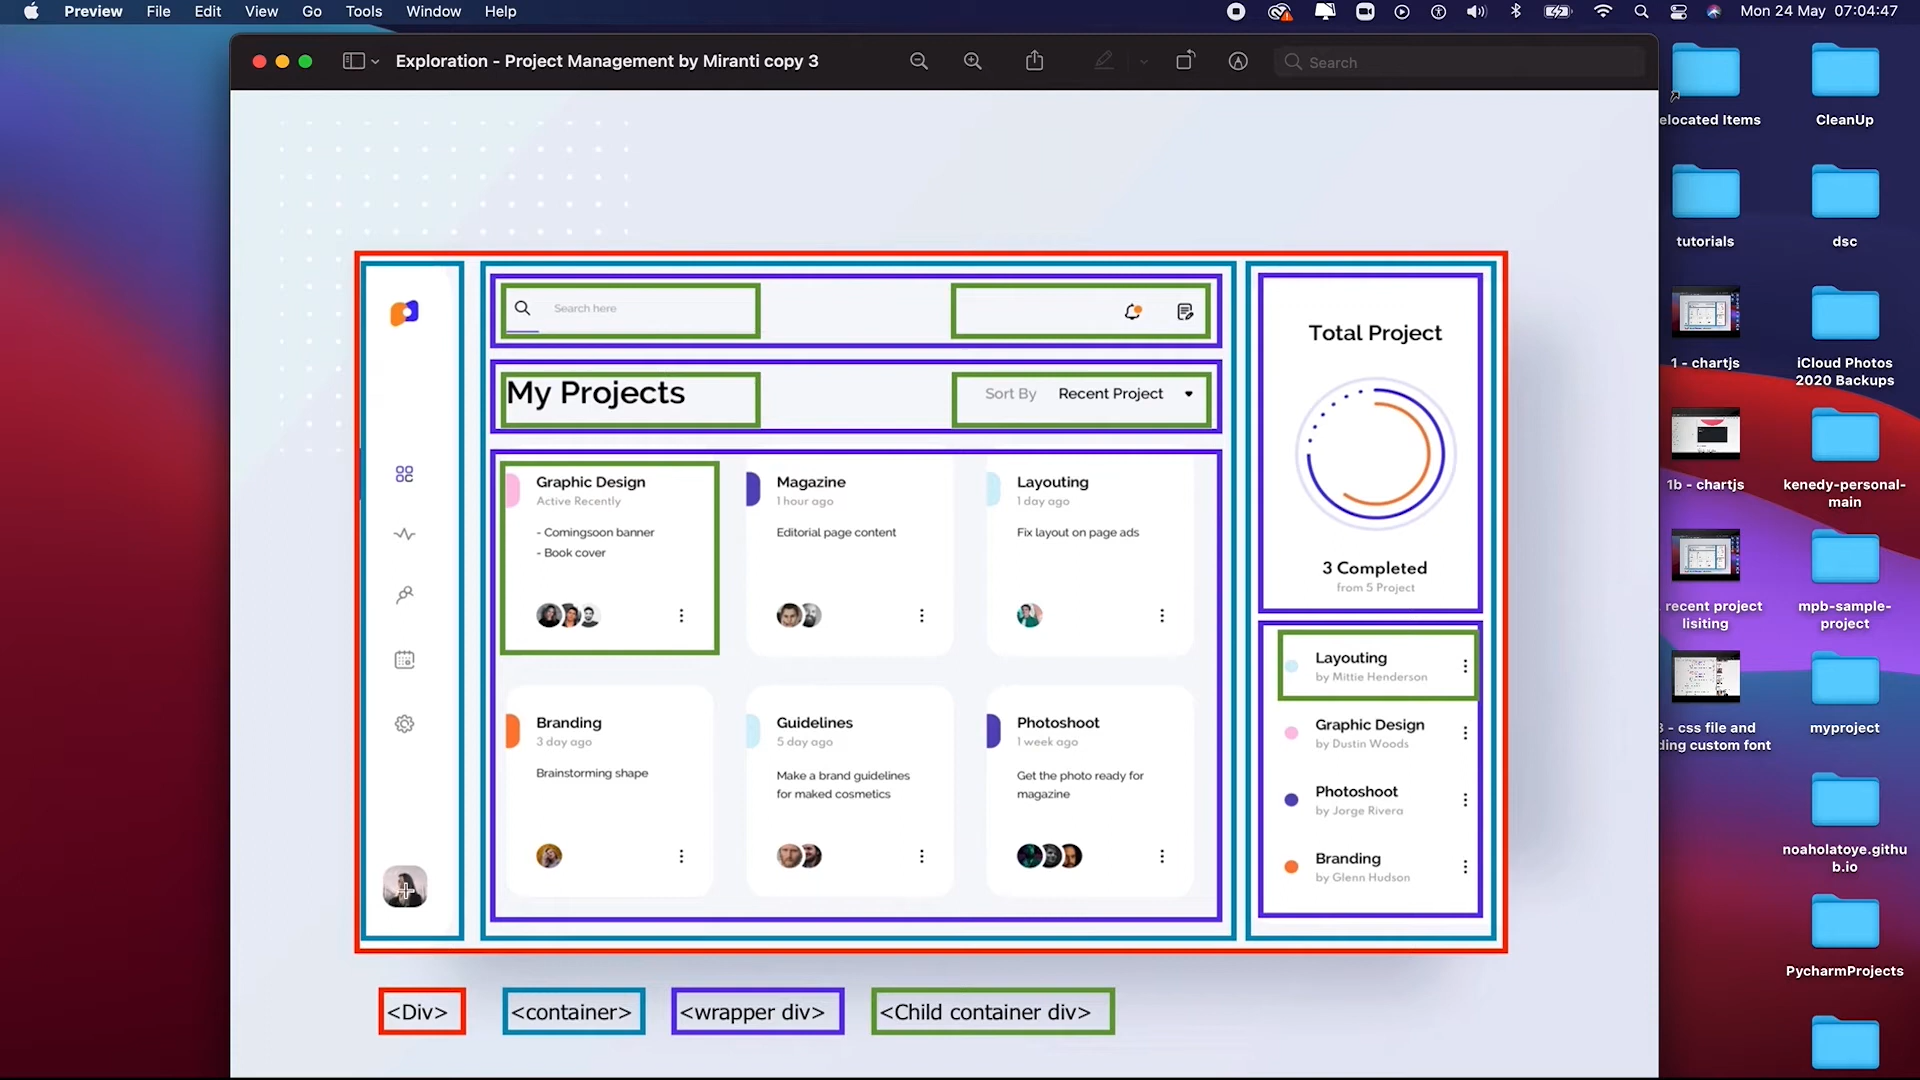 Preview File Edit View Go Tools Window Help
Mon 24 May 07:04:47
Exploration - Project Management by Miranti copy 3
Search
elocated Items
CleanUp
tutorials
dsc
1 - chartjs
iCloud Photos
2020 Backups
1b - chartjs
kenedy-personal-
main
recent project
lisiting
mpb-sample-
project
- css file and
ding custom font
myproject
noaholatoye.githu
b.io
PycharmProjects
Search here
My Projects
Sort By Recent Project
Graphic Design
Active Recently
- Comingsoon banner
- Book cover
Magazine
1 hour ago
Editorial page content
Layouting
1 day ago
Fix layout on page ads
Branding
3 day ago
Brainstorming shape
Guidelines
5 day ago
Make a brand guidelines
for maked cosmetics
Photoshoot
1 week ago
Get the photo ready for
magazine
Total Project
3 Completed
from 5 Project
Layouting
by Mittie Henderson
Graphic Design
by Dustin Woods
Photoshoot
by Jorge Rivera
Branding
by Glenn Hudson
<Div>
<container>
<wrapper div>
<Child container div>